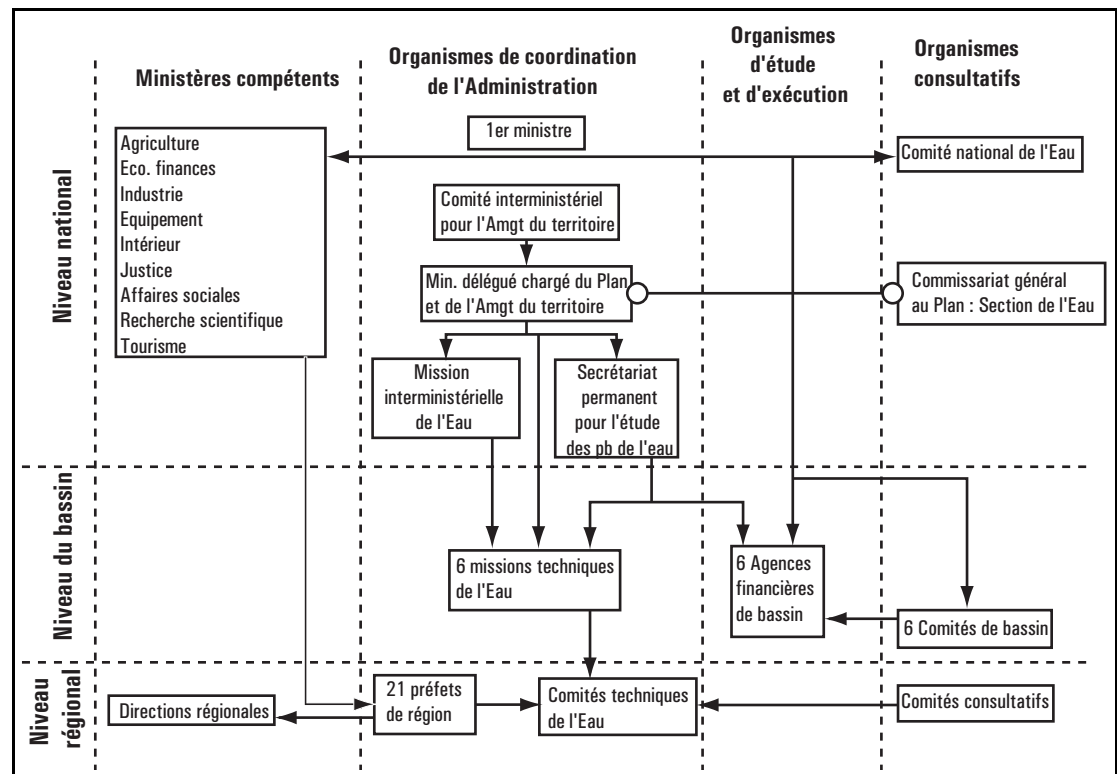 Ministères compétents
Organismes de coordination
de l'Administration
Organismes
d'étude
et d'exécution
Organismes
consultatifs
Niveau national
1er ministre
Agriculture
Eco. finances
Industrie
Equipement
Intérieur
Justice
Affaires sociales
Recherche scientifique
Tourisme
Comité national de l'Eau
Comité interministériel
pour l'Amgt du territoire
Min. délégué chargé du Plan
et de l'Amgt du territoire
Commissariat général
au Plan : Section de l'Eau
Mission
interministérielle
de l'Eau
Secrétariat
permanent
pour l'étude
des pb de l'eau
Niveau du bassin
6 missions techniques
de l'Eau
6 Agences
financières
de bassin
6 Comités de bassin
Niveau
régional
Directions régionales
21 préfets
de région
Comités techniques
de l'Eau
Comités consultatifs